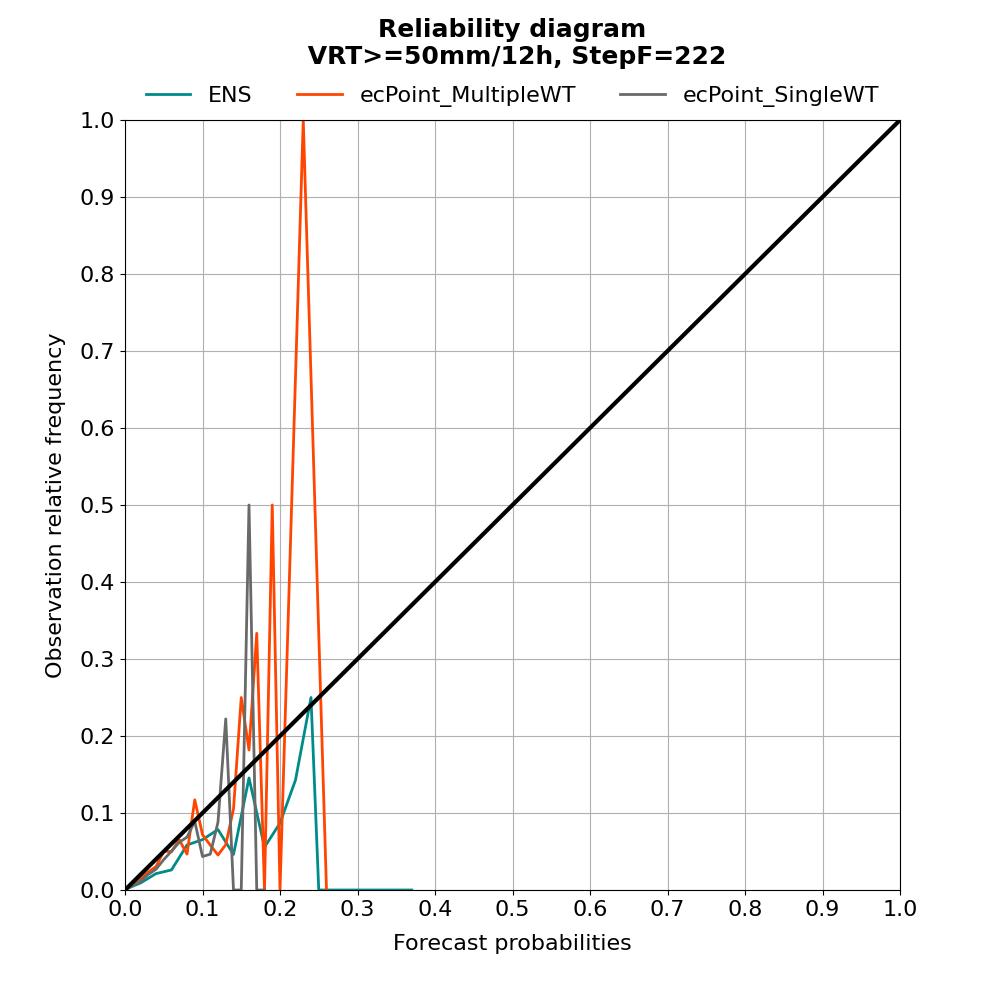 Reliability diagram
VRT>=50mm/12h, StepF=222
ENS ecPoint_MultipleWT ecPoint_SingleWT
1.0
0.9
0.8
0.7
0.6
0.5
0.4
0.3
0.2
0.1
0.0
Observation relative frequency
0.0 0.1 0.2 0.3 0.4 0.5 0.6 0.7 0.8 0.9 1.0
Forecast probabilities